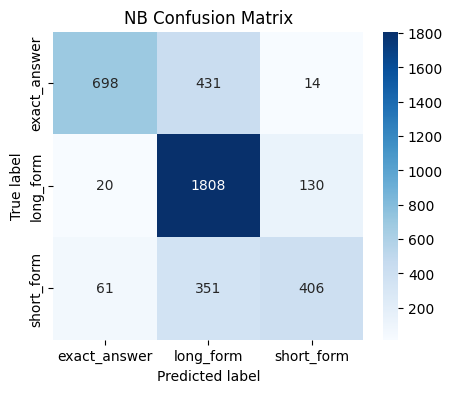 NB Confusion Matrix
True label
exact_answer
698 431 14
long_form
20 1808 130
short_form
61 351 406
exact_answer long_form short_form
Predicted label
1800
1600
1400
1200
1000
800
600
400
200